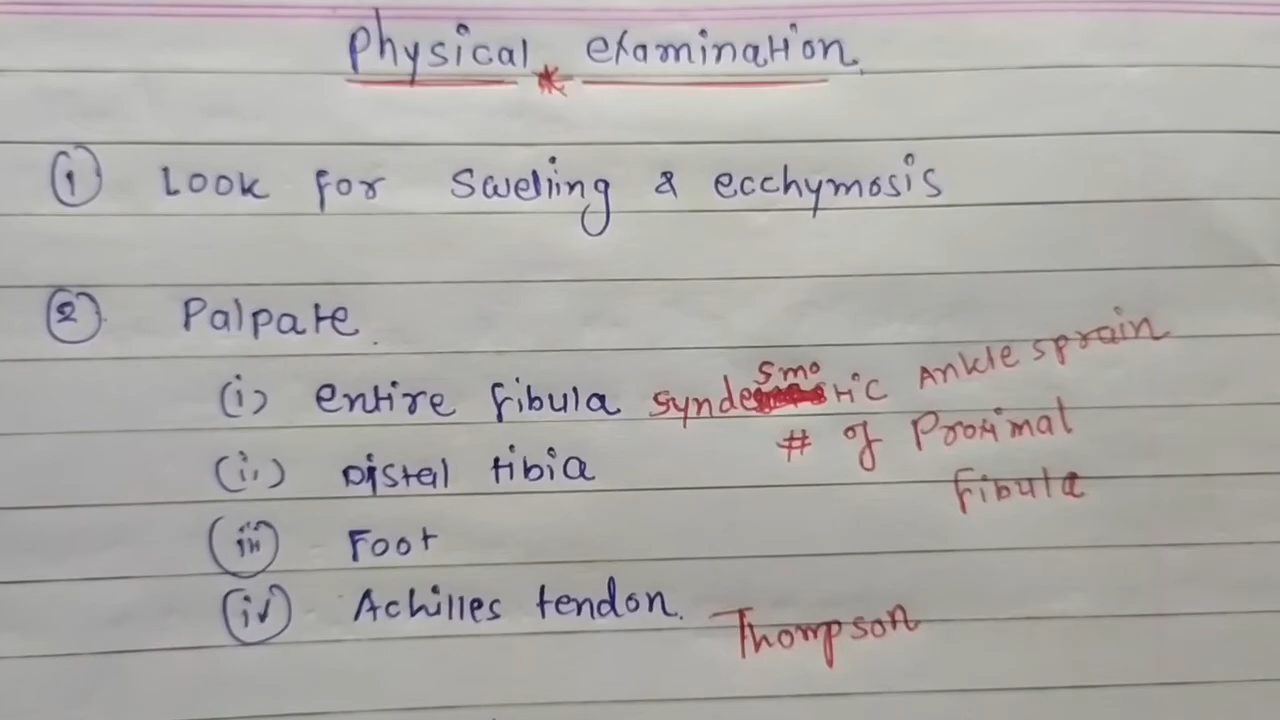 Physical * examination
① Look for Sweling & ecchymosis
② Palpate.
(i) entire fibula syndesmotic Ankle sprain
# of Proximal
fibula
(ii) Distal tibia
(iii) Foot
(iv) Achilles tendon. Thompson